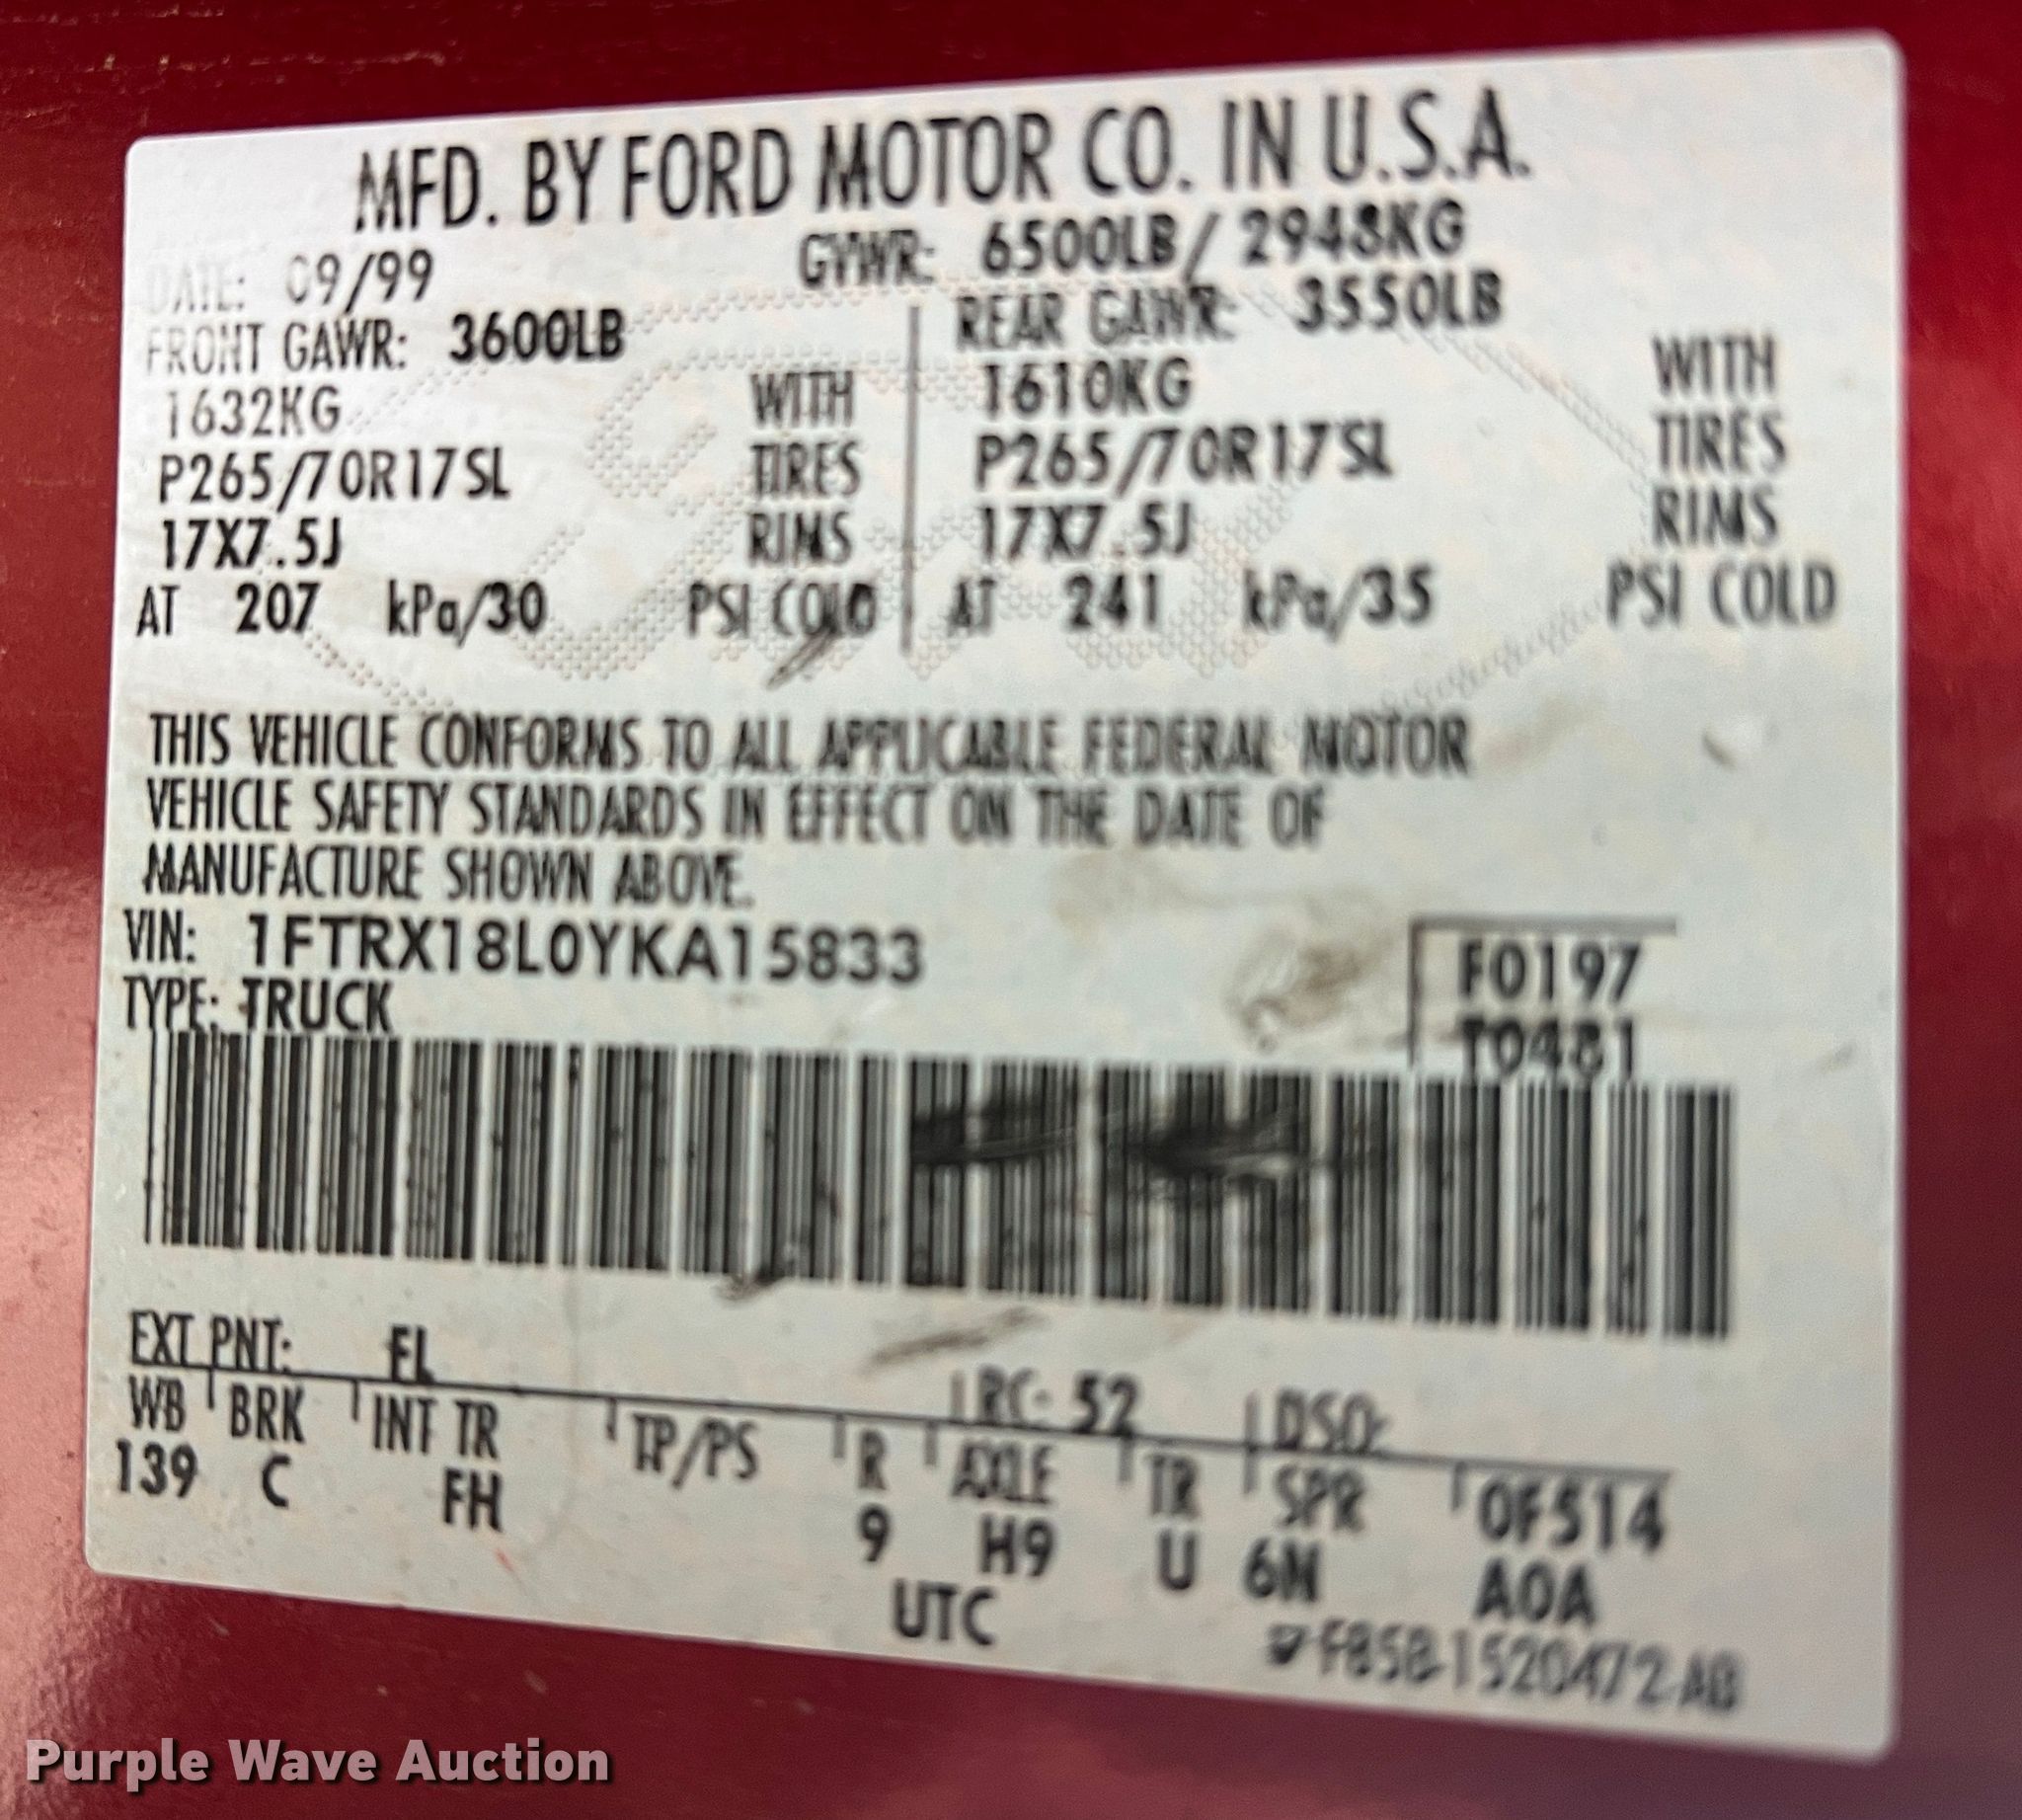 MFD. BY FORD MOTOR CO. IN U.S.A.
DATE: 09/99 GVWR: 6500LB/ 2948KG
FRONT GAWR: 3600LB REAR GAWR: 3550LB
1632KG WITH 1610KG WITH
P265/70R17SL TIRES P265/70R17SL TIRES
17X7.5J RIMS 17X7.5J RIMS
AT 207 kPa/30 PSI COLD AT 241 kPa/35 PSI COLD
THIS VEHICLE CONFORMS TO ALL APPLICABLE FEDERAL MOTOR
VEHICLE SAFETY STANDARDS IN EFFECT ON THE DATE OF
MANUFACTURE SHOWN ABOVE.
VIN: 1FTRX18L0YKA15833 F0197
TYPE: TRUCK T0481
EXT PNT: FL RC: 52 DSO:
WB BRK INT TR TP/PS R AXLE TR SPR 0F514
139 C FH 9 H9 U 6N A0A
UTC F85B-1520472-AB
Purple Wave Auction